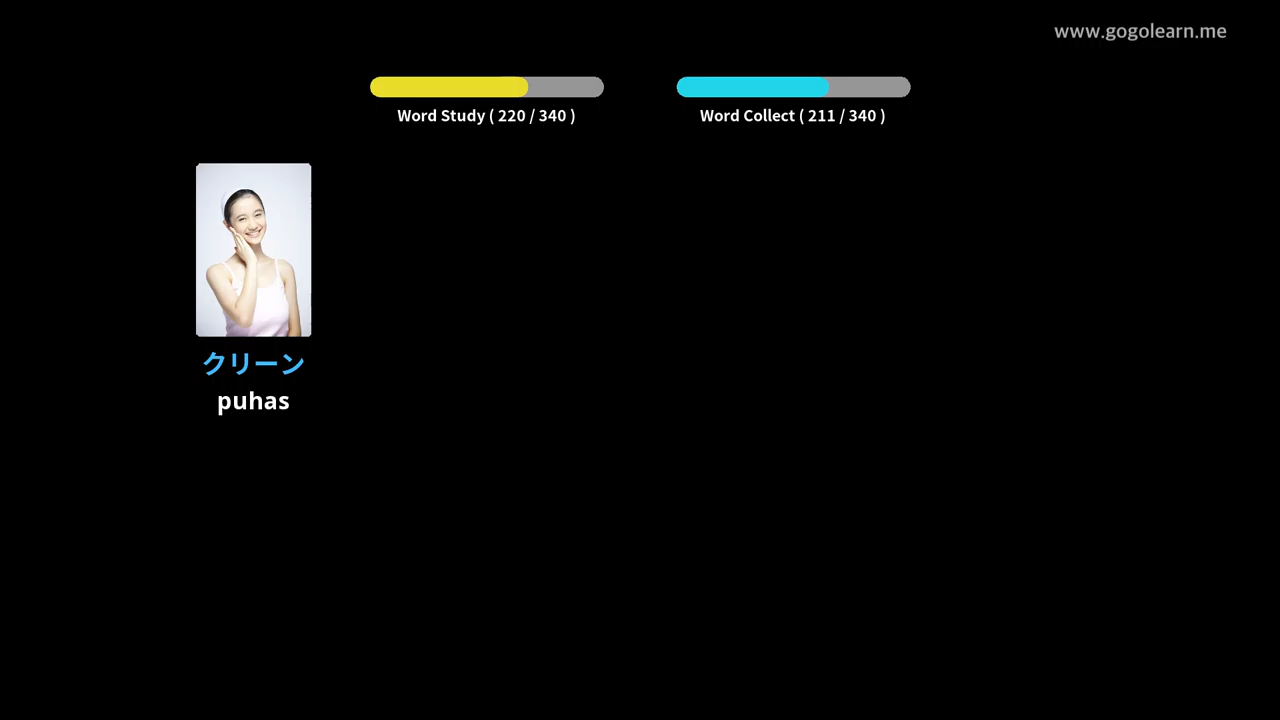 www.gogolearn.me
Word Study ( 220 / 340 )
Word Collect ( 211 / 340 )
クリーン
puhas